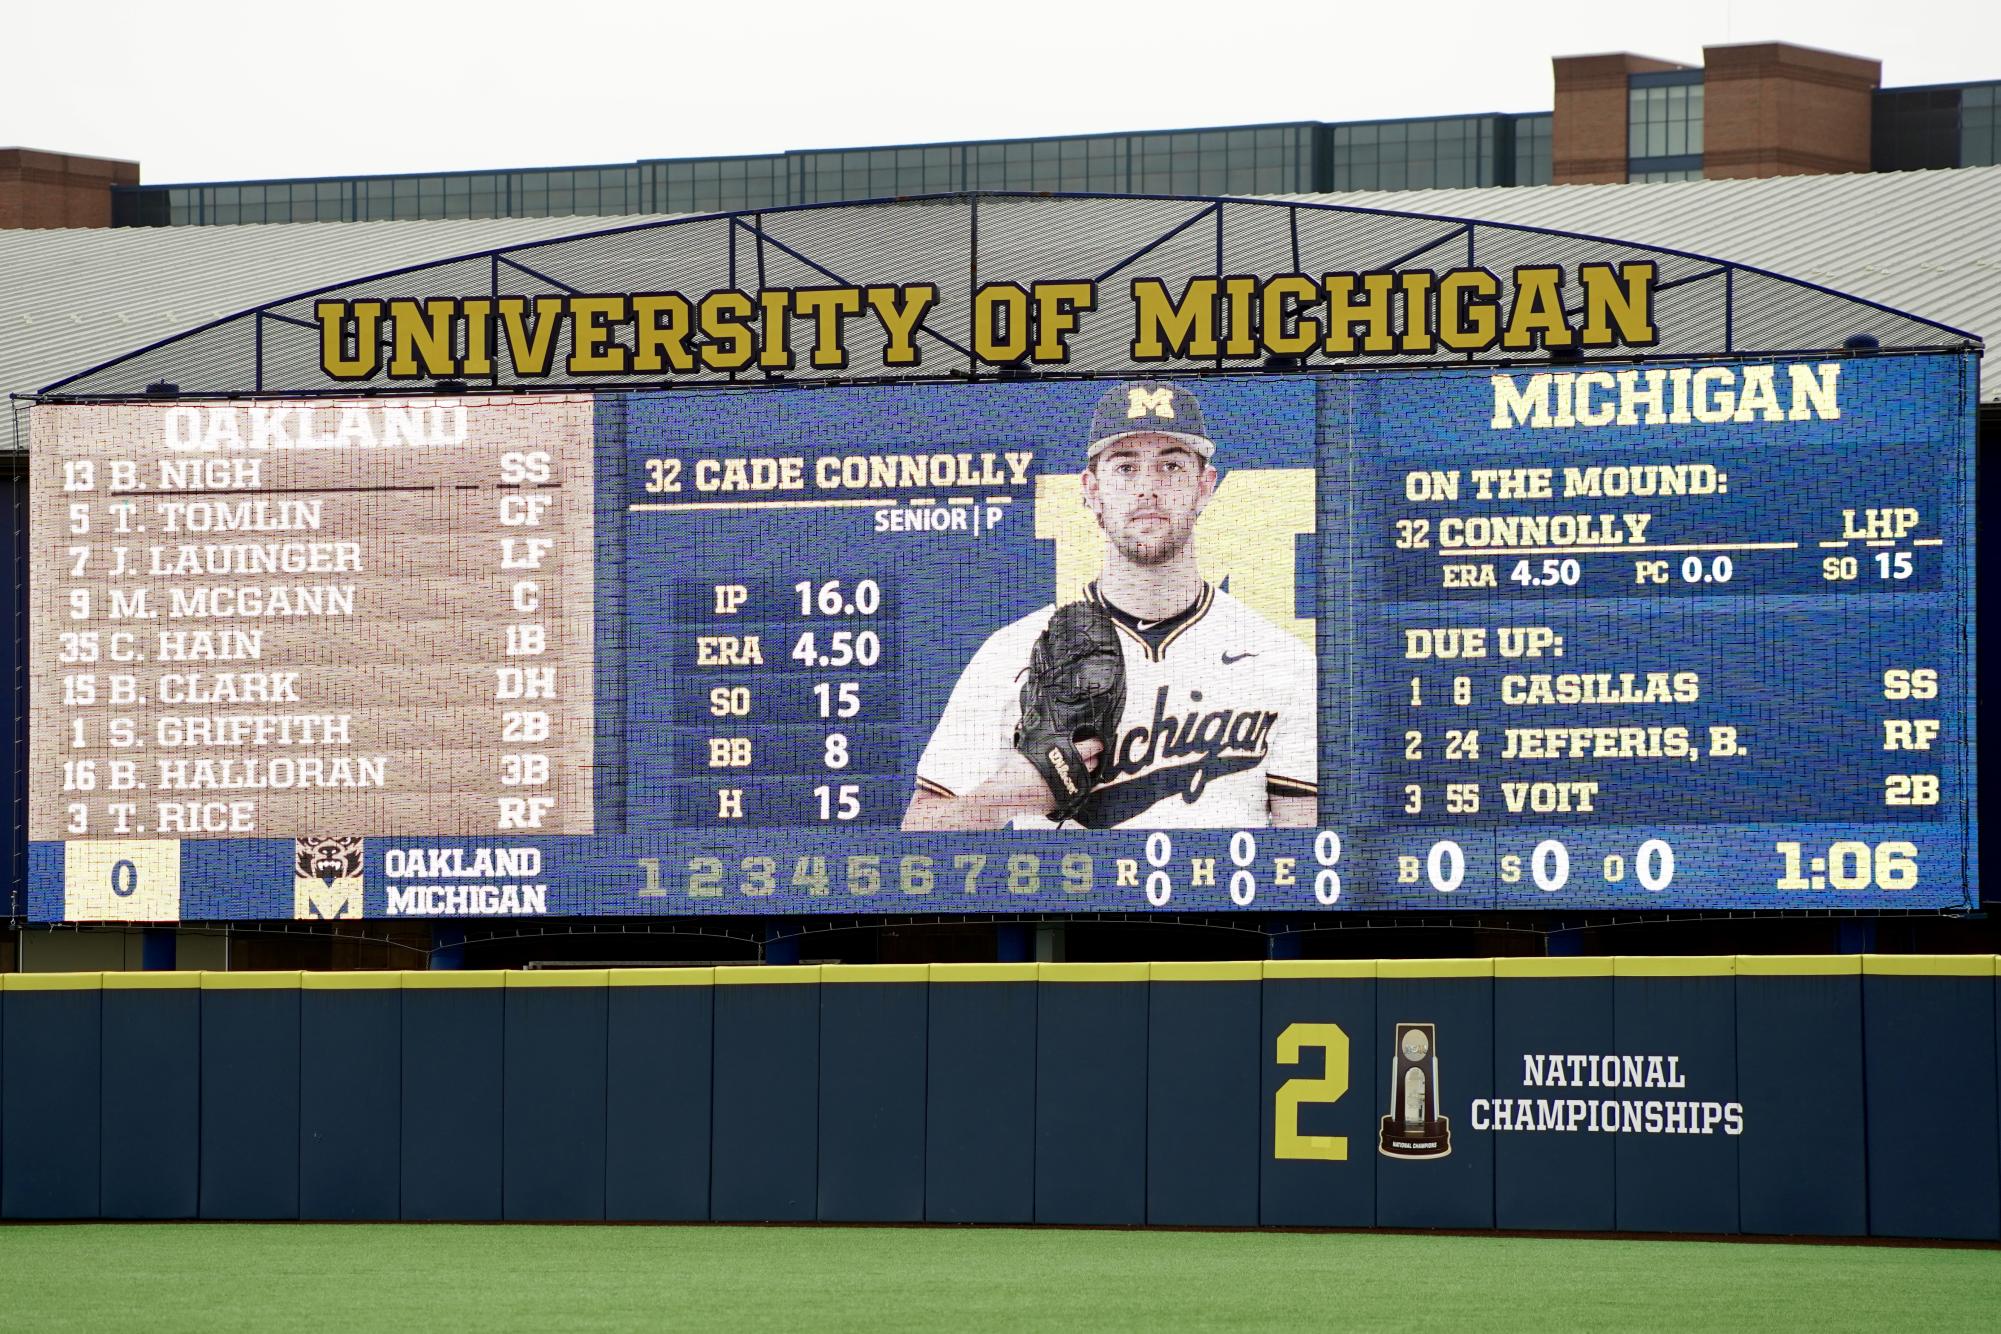 UNIVERSITY OF MICHIGAN
OAKLAND
13 B. NIGH SS
5 T. TOMLIN CF
7 J. LAUINGER LF
9 M. MCGANN C
35 C. HAIN 1B
15 B. CLARK DH
1 S. GRIFFITH 2B
16 B. HALLORAN 3B
3 T. RICE RF
32 CADE CONNOLLY
SENIOR | P
IP 16.0
ERA 4.50
SO 15
BB 8
H 15
M
Michigan
Wilson
MICHIGAN
ON THE MOUND:
32 CONNOLLY LHP
ERA 4.50 PC 0.0 SO 15
DUE UP:
1 8 CASILLAS SS
2 24 JEFFERIS, B. RF
3 55 VOIT 2B
0
M
OAKLAND
MICHIGAN
1 2 3 4 5 6 7 8 9
R 0 0 H 0 0 E 0 0
B 0 S 0 O 0 1:06
2
NATIONAL CHAMPIONS
NATIONAL
CHAMPIONSHIPS